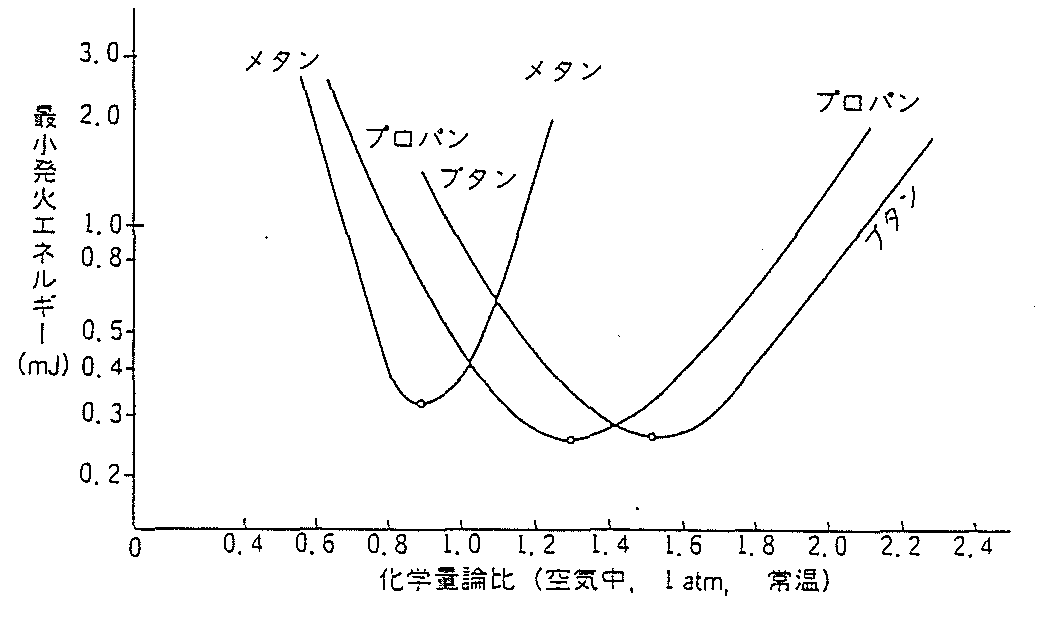 メタン
メタン
プロパン
プロパン
ブタン
ブタン
最小発火エネルギー
(mJ)
3.0
2.0
1.0
0.8
0.5
0.4
0.3
0.2
0 0.4 0.6 0.8 1.0 1.2 1.4 1.6 1.8 2.0 2.2 2.4
化学量論比 (空気中, 1 atm, 常温)